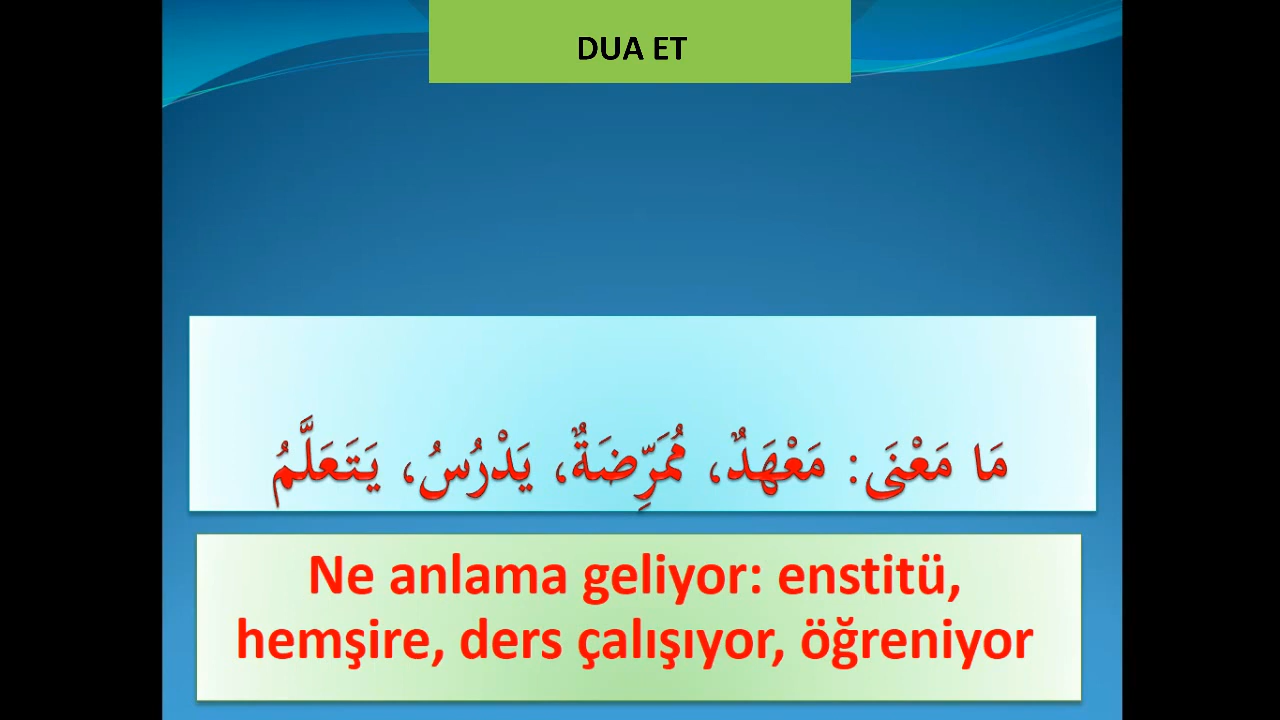 DUA ET
مَا مَعْنَى: مَعْهَدٌ، مُمَرِّضَةٌ، يَدْرُسُ، يَتَعَلَّمُ
Ne anlama geliyor: enstitü,
hemşire, ders çalışıyor, öğreniyor